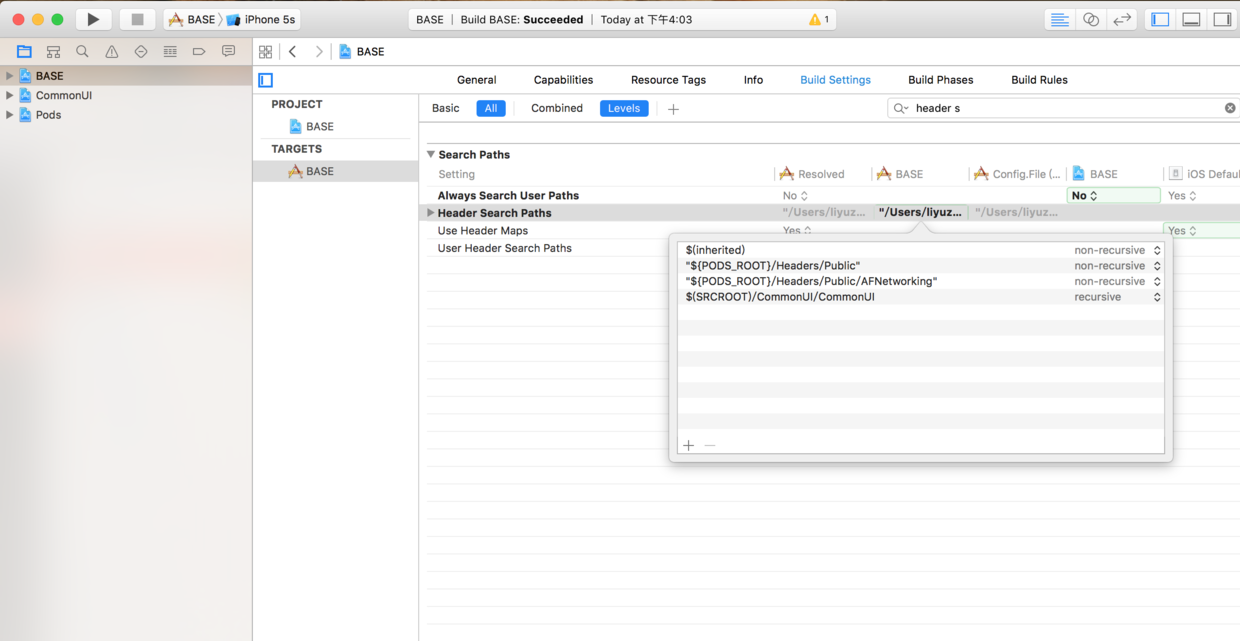 BASE 〉 iPhone 5s
BASE | Build BASE: Succeeded | Today at 下午4:03
1
BASE
CommonUI
Pods
BASE
General Capabilities Resource Tags Info Build Settings Build Phases Build Rules
PROJECT
BASE
TARGETS
BASE
Basic All Combined Levels +
header s
Search Paths
Setting Resolved BASE Config.File (... BASE iOS Defaul
Always Search User Paths No No Yes
Header Search Paths "/Users/liyuz... "/Users/liyuz... "/Users/liyuz...
Use Header Maps Yes Yes
User Header Search Paths
$(inherited) non-recursive
"${PODS_ROOT}/Headers/Public" non-recursive
"${PODS_ROOT}/Headers/Public/AFNetworking" non-recursive
$(SRCROOT)/CommonUI/CommonUI recursive